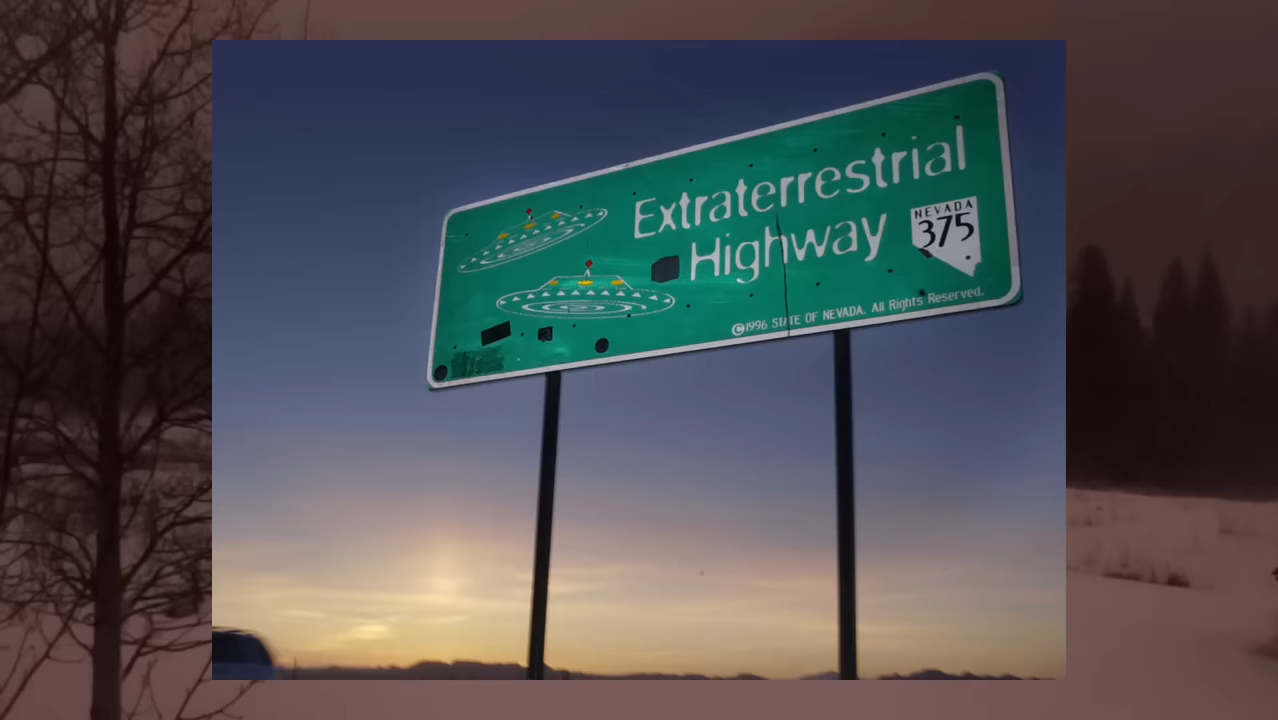 Extraterrestrial
Highway
NEVADA
375
©1996 STATE OF NEVADA. All Rights Reserved.